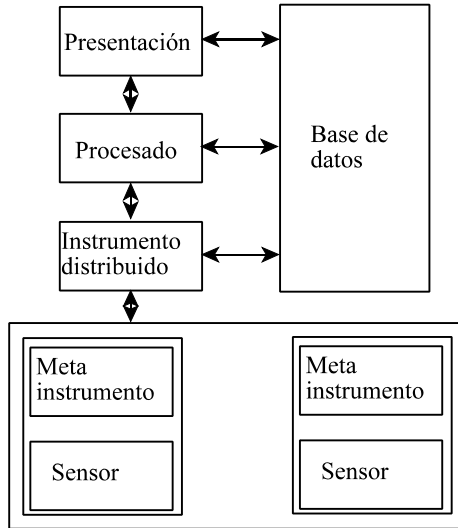 Presentación
Procesado
Base de
datos
Instrumento
distribuido
Meta
instrumento
Sensor
Meta
instrumento
Sensor